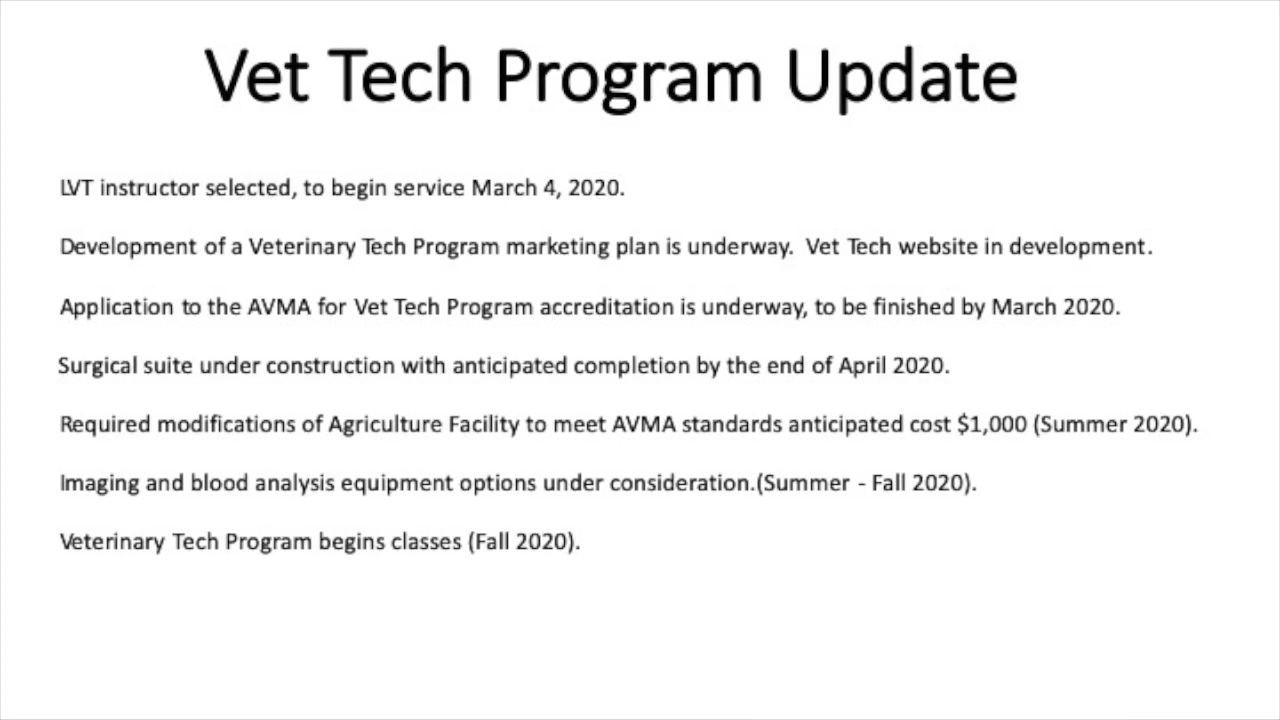 Vet Tech Program Update
LVT instructor selected, to begin service March 4, 2020.
Development of a Veterinary Tech Program marketing plan is underway.  Vet Tech website in development.
Application to the AVMA for Vet Tech Program accreditation is underway, to be finished by March 2020.
Surgical suite under construction with anticipated completion by the end of April 2020.
Required modifications of Agriculture Facility to meet AVMA standards anticipated cost $1,000 (Summer 2020).
Imaging and blood analysis equipment options under consideration.(Summer - Fall 2020).
Veterinary Tech Program begins classes (Fall 2020).